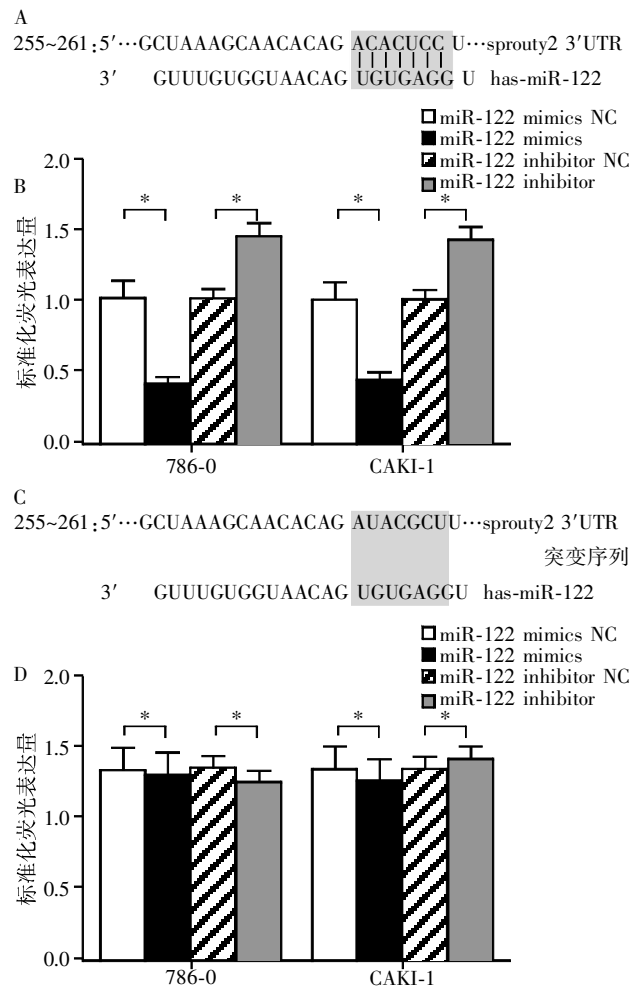 A
255~261:5′···GCUAAAGCAACACAG ACACUCC U···sprouty2 3′UTR
3′ GUUUGUGGUAACAG UGUGAGG U has-miR-122
miR-122 mimics NC
miR-122 mimics
miR-122 inhibitor NC
miR-122 inhibitor
B
标准化荧光表达量
2.0
1.5
1.0
0.5
0.0
* * * *
786-0 CAKI-1
C
255~261:5′···GCUAAAGCAACACAG AUACGCUU···sprouty2 3′UTR
突变序列
3′ GUUUGUGGUAACAG UGUGAGGU has-miR-122
miR-122 mimics NC
miR-122 mimics
miR-122 inhibitor NC
miR-122 inhibitor
D
标准化荧光表达量
2.0
1.5
1.0
0.5
0.0
* * * *
786-0 CAKI-1